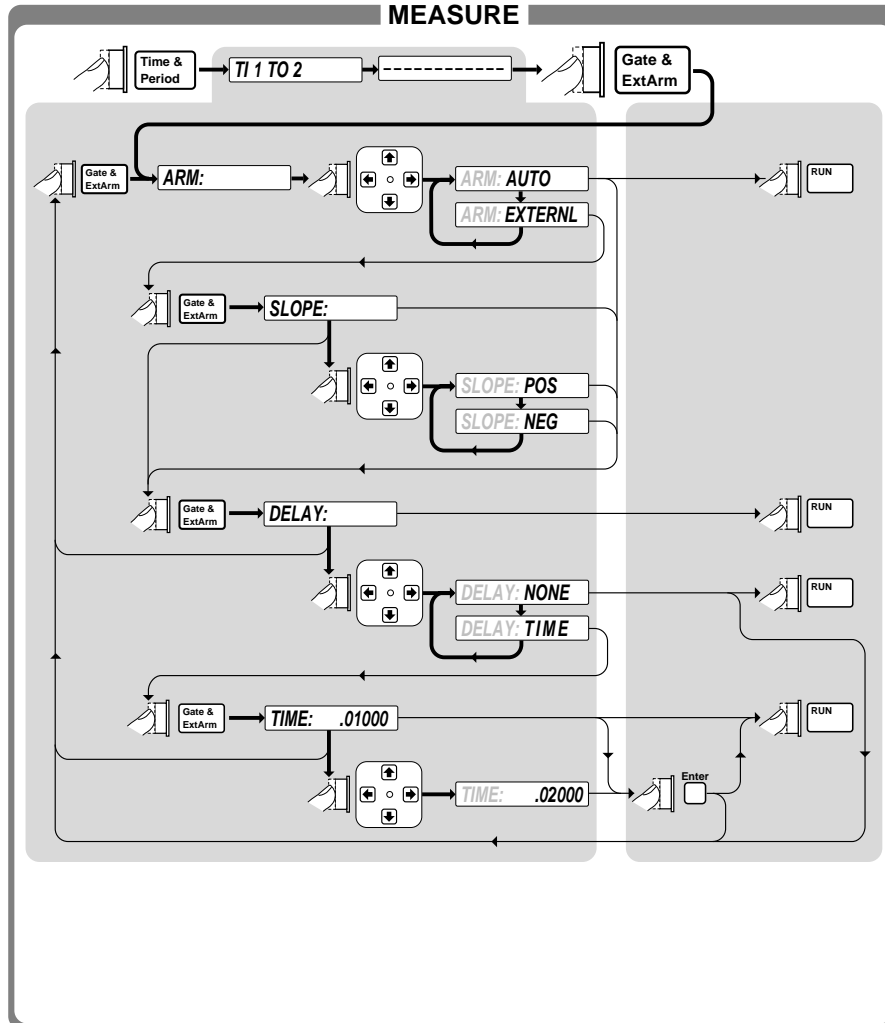 MEASURE
Time &
Period
TI 1 TO 2
------------
Gate &
ExtArm
Gate &
ExtArm
ARM:
ARM: AUTO
ARM: EXTERNL
RUN
Gate &
ExtArm
SLOPE:
SLOPE: POS
SLOPE: NEG
Gate &
ExtArm
DELAY:
RUN
DELAY: NONE
DELAY: TIME
RUN
Gate &
ExtArm
TIME: .01000
RUN
TIME: .02000
Enter